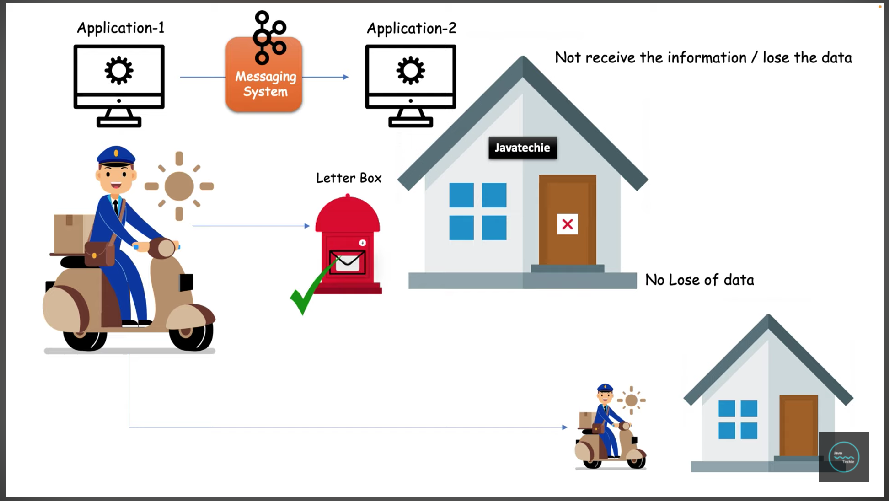 Application-1
Application-2
Messaging
System
Not receive the information / lose the data
Javatechie
Letter Box
No Lose of data